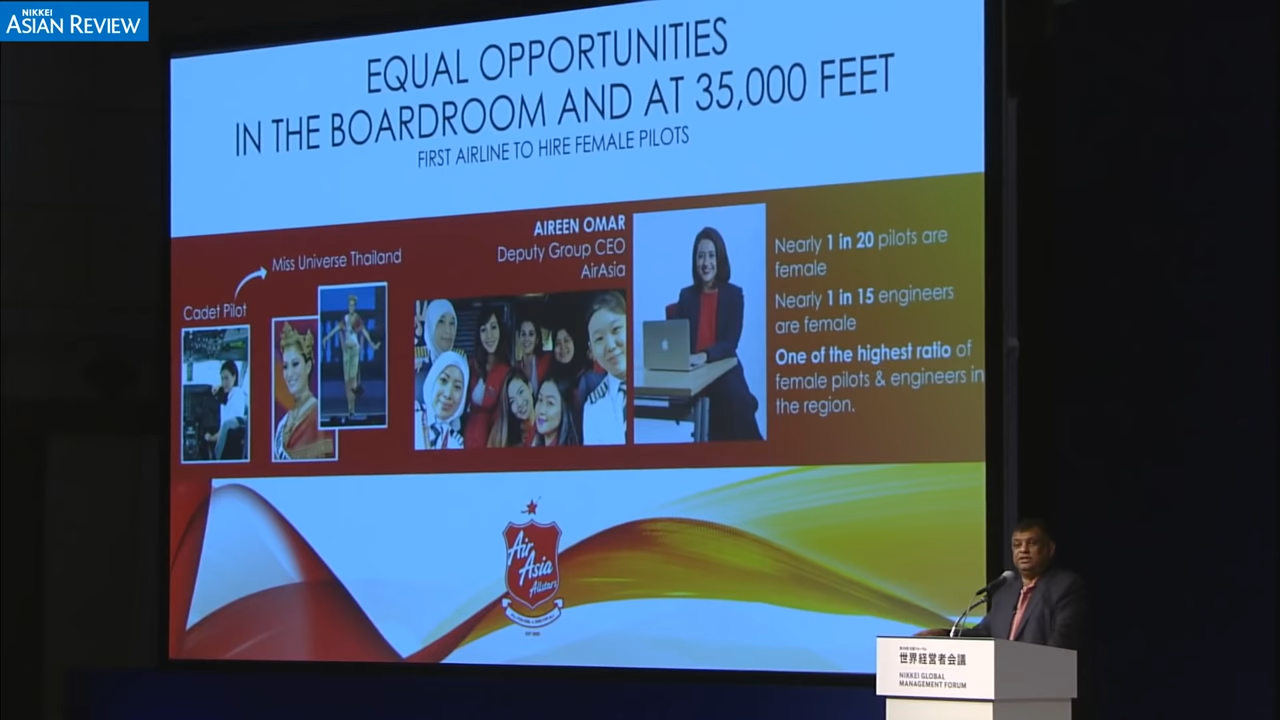 NIKKEI
ASIAN REVIEW
EQUAL OPPORTUNITIES
IN THE BOARDROOM AND AT 35,000 FEET
FIRST AIRLINE TO HIRE FEMALE PILOTS
Cadet Pilot
Miss Universe Thailand
AIREEN OMAR
Deputy Group CEO
AirAsia
Nearly 1 in 20 pilots are
female
Nearly 1 in 15 engineers
are female
One of the highest ratio of
female pilots & engineers in
the region.
Air
Asia
Allstars
世界経営者会議
NIKKEI GLOBAL
MANAGEMENT FORUM